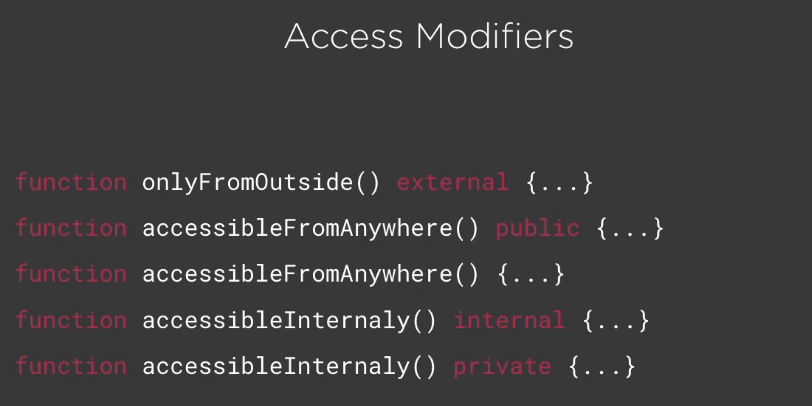 Access Modifiers
function onlyFromOutside() external {...}
function accessibleFromAnywhere() public {...}
function accessibleFromAnywhere() {...}
function accessibleInternaly() internal {...}
function accessibleInternaly() private {...}